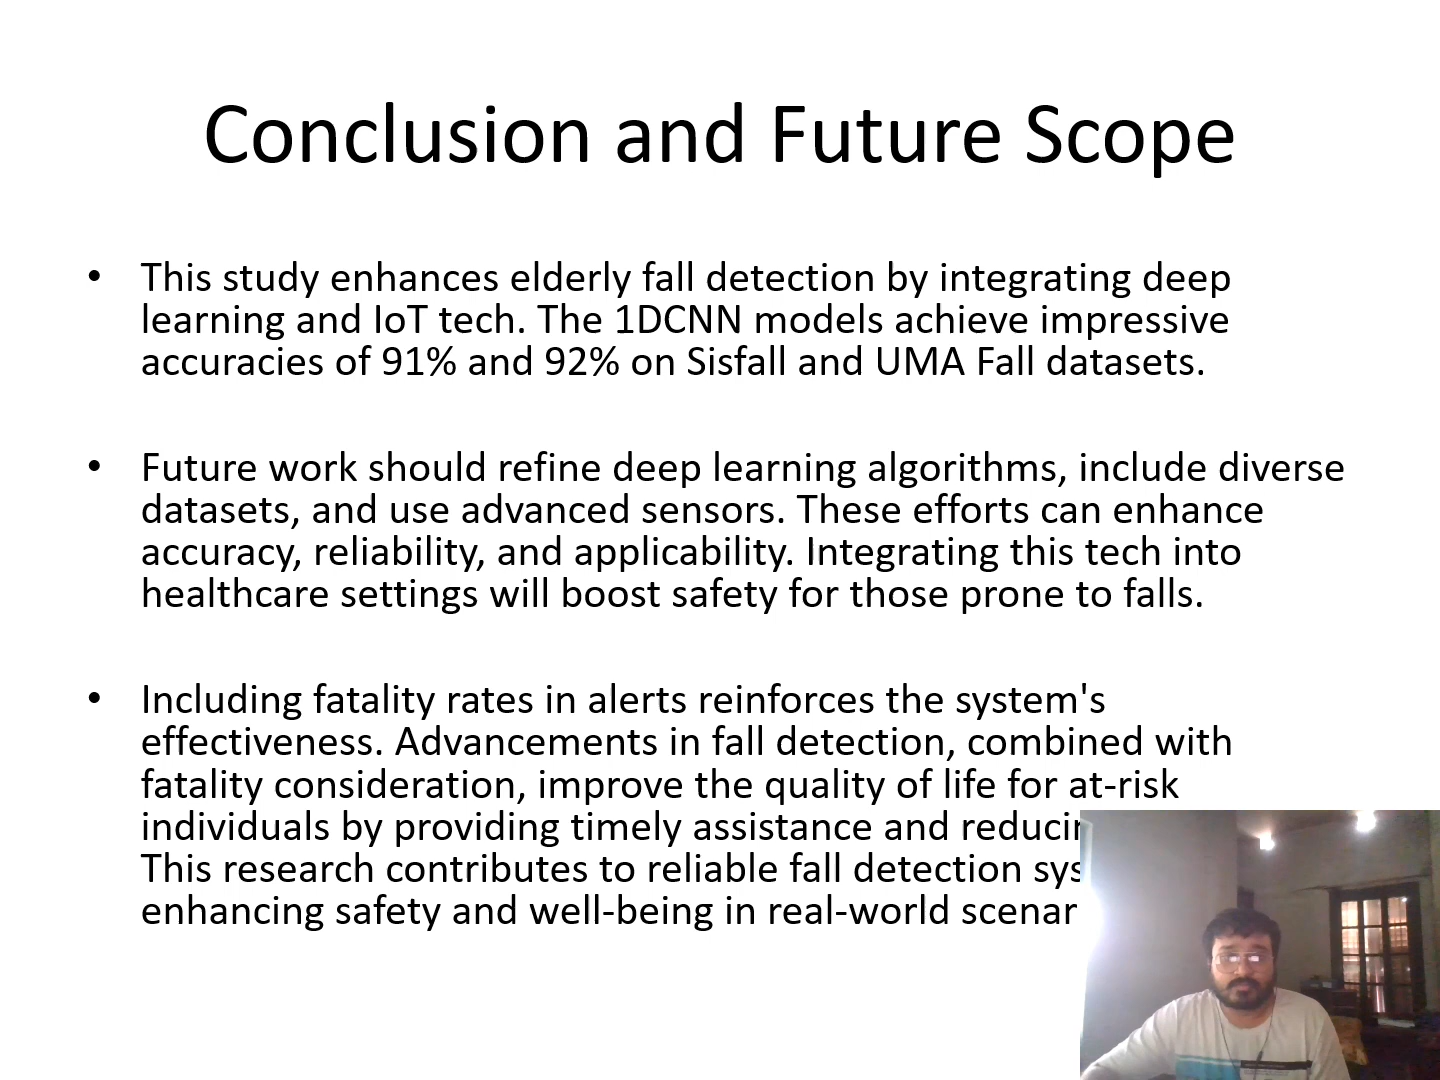 Conclusion and Future Scope
• This study enhances elderly fall detection by integrating deep
learning and IoT tech. The 1DCNN models achieve impressive
accuracies of 91% and 92% on Sisfall and UMA Fall datasets.
• Future work should refine deep learning algorithms, include diverse
datasets, and use advanced sensors. These efforts can enhance
accuracy, reliability, and applicability. Integrating this tech into
healthcare settings will boost safety for those prone to falls.
• Including fatality rates in alerts reinforces the system's
effectiveness. Advancements in fall detection, combined with
fatality consideration, improve the quality of life for at-risk
individuals by providing timely assistance and
This research contributes to reliable fall detection
enhancing safety and well-being in real-world